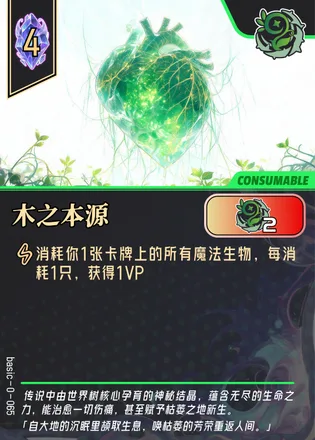 4
CONSUMABLE
木之本源
2
消耗你1张卡牌上的所有魔法生物，每消
耗1只，获得1VP
传说中由世界树核心孕育的神秘结晶，蕴含无尽的生命之
力，能治愈一切伤痛，甚至赋予枯萎之地新生。
「自大地的沉眠里颉取生息，唤枯萎的芳荣重返人间。」
basic-0-065